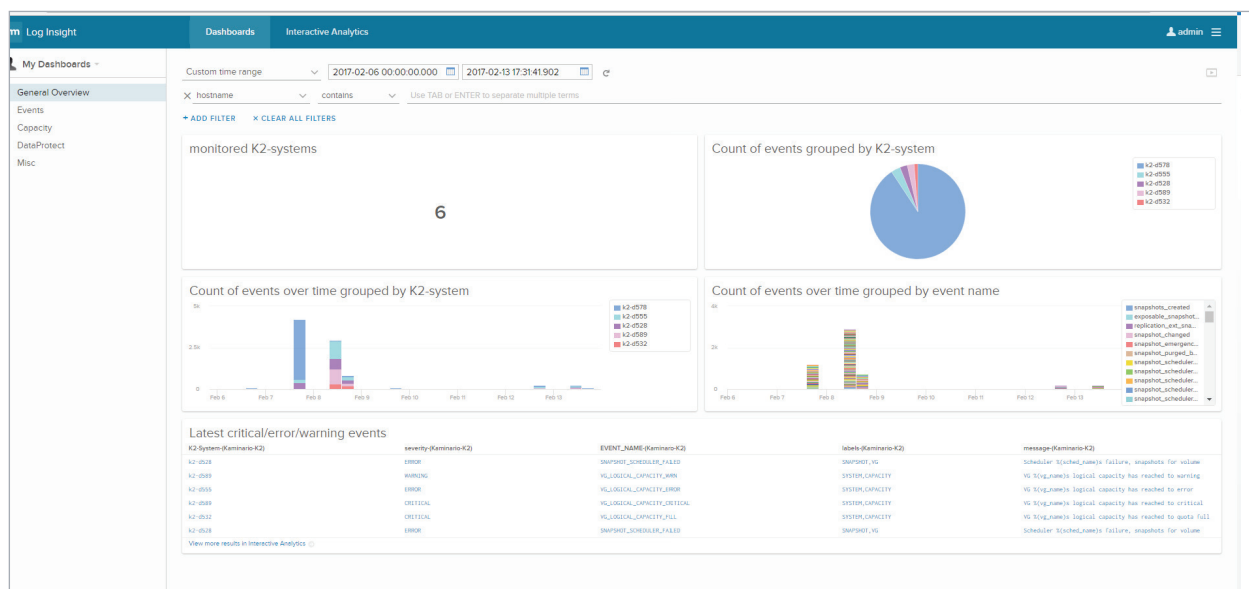 m Log Insight
Dashboards
Interactive Analytics
admin
My Dashboards
General Overview
Events
Capacity
DataProtect
Misc
Custom time range
2017-02-06 00:00:00.000
2017-02-13 17:31:41.902
hostname
contains
Use TAB or ENTER to separate multiple terms
+ ADD FILTER
× CLEAR ALL FILTERS
monitored K2-systems
6
Count of events grouped by K2-system
k2-d578
k2-d555
k2-d528
k2-d589
k2-d532
Count of events over time grouped by K2-system
5k
2.5k
0
Feb 6 Feb 7 Feb 8 Feb 9 Feb 10 Feb 11 Feb 12 Feb 13
k2-d578
k2-d555
k2-d528
k2-d589
k2-d532
Count of events over time grouped by event name
4k
2k
0
Feb 6 Feb 7 Feb 8 Feb 9 Feb 10 Feb 11 Feb 12 Feb 13
snapshots_created
exposable_snapshot...
replication_ext_sna...
snapshot_changed
snapshot_emergenc...
snapshot_purged_b...
snapshot_scheduler...
snapshot_scheduler...
snapshot_scheduler...
snapshot_scheduler...
snapshot_scheduler...
Latest critical/error/warning events
K2-System-(Kaminario-K2) severity-(Kaminario-K2) EVENT_NAME-(Kaminaro-K2) labels-(Kaminario-K2) message-(Kaminario-K2)
k2-d528 ERROR SNAPSHOT_SCHEDULER_FAILED SNAPSHOT,VG Scheduler %(sched_name)s failure, snapshots for volume
k2-d589 WARNING VG_LOGICAL_CAPACITY_WARN SYSTEM,CAPACITY VG %(vg_name)s logical capacity has reached to warning
k2-d555 ERROR VG_LOGICAL_CAPACITY_ERROR SYSTEM,CAPACITY VG %(vg_name)s logical capacity has reached to error
k2-d589 CRITICAL VG_LOGICAL_CAPACITY_CRITICAL SYSTEM,CAPACITY VG %(vg_name)s logical capacity has reached to critical
k2-d532 CRITICAL VG_LOGICAL_CAPACITY_FULL SYSTEM,CAPACITY VG %(vg_name)s logical capacity has reached to quota full
k2-d528 ERROR SNAPSHOT_SCHEDULER_FAILED SNAPSHOT,VG Scheduler %(sched_name)s failure, snapshots for volume
View more results in Interactive Analytics